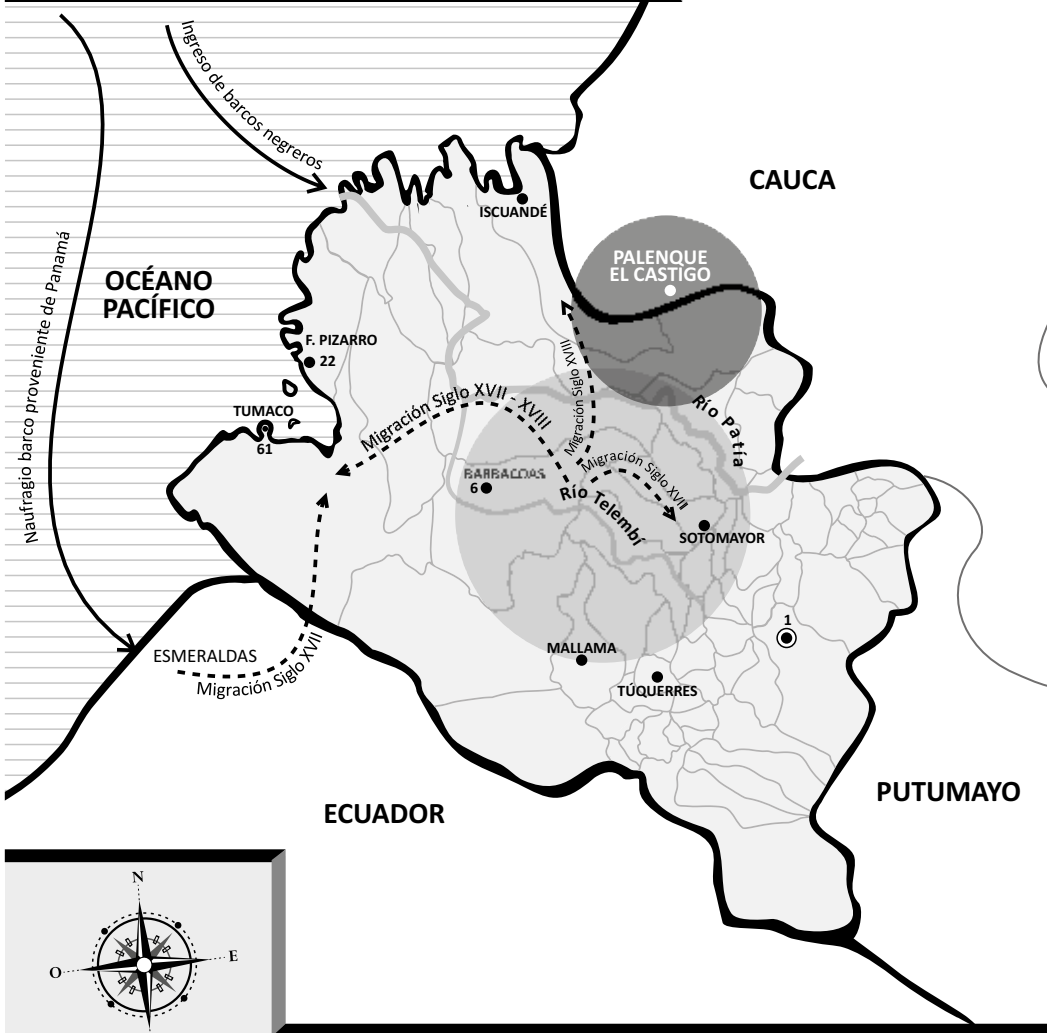 Ingreso de barcos negreros
CAUCA
ISCUANDÉ
PALENQUE
EL CASTIGO
OCÉANO
PACÍFICO
Naufragio barco proveniente de Panamá
F. PIZARRO
22
Migración Siglo XVII
TUMACO
61
Migración Siglo XVII - XVIII
Río Patía
BARBACOAS
6
Migración Siglo XVII
Río Telembí
SOTOMAYOR
1
ESMERALDAS
Migración Siglo XVII
MALLAMA
TÚQUERRES
ECUADOR
PUTUMAYO
N
O
E